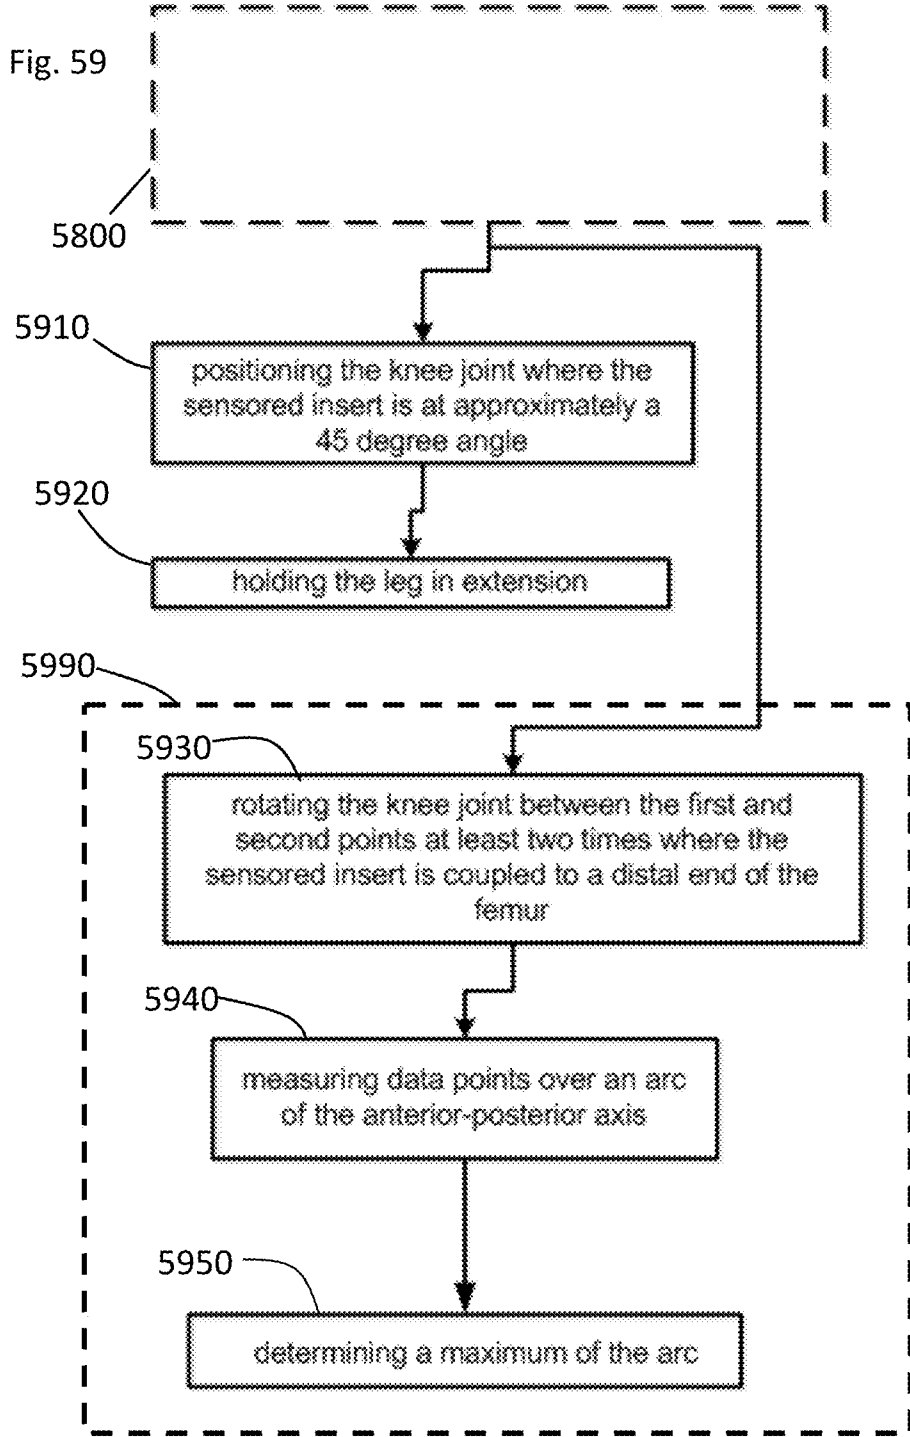 Fig. 59
5800
5910
positioning the knee joint where the
sensored insert is at approximately a
45 degree angle
5920
holding the leg in extension
5990
5930
rotating the knee joint between the first and
second points at least two times where the
sensored insert is coupled to a distal end of the
femur
5940
measuring data points over an arc
of the anterior-posterior axis
5950
determining a maximum of the arc